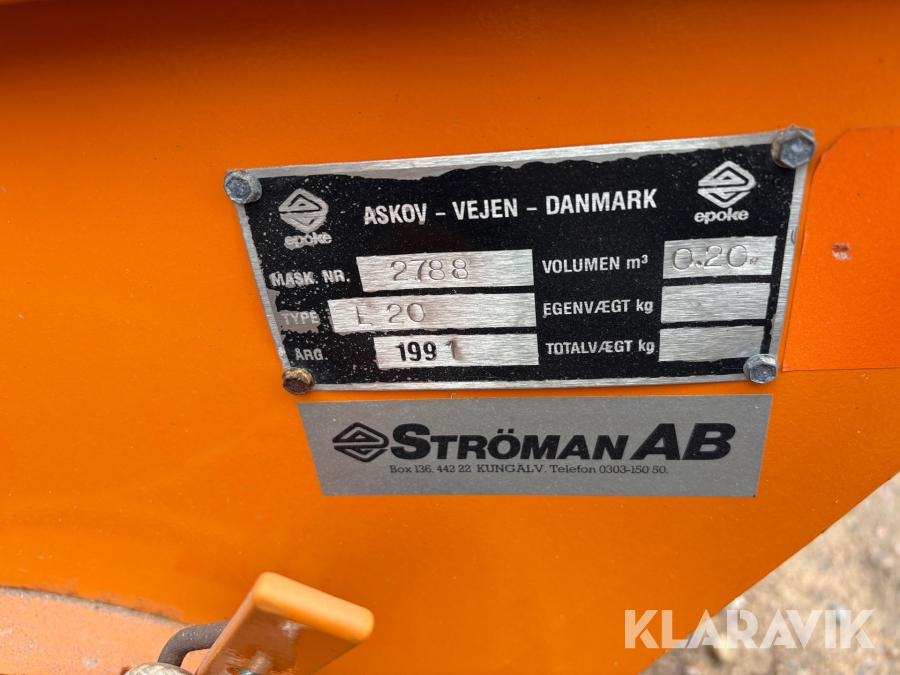 epoke
ASKOV - VEJEN - DANMARK
epoke
MASK. NR. 2788
VOLUMEN m³ 0.20
TYPE L 20
EGENVÆGT kg
ÅRG. 1991
TOTALVÆGT kg
STRÖMAN AB
Box 136, 442 22 KUNGÄLV. Telefon 0303-150 50.
KLARAVIK